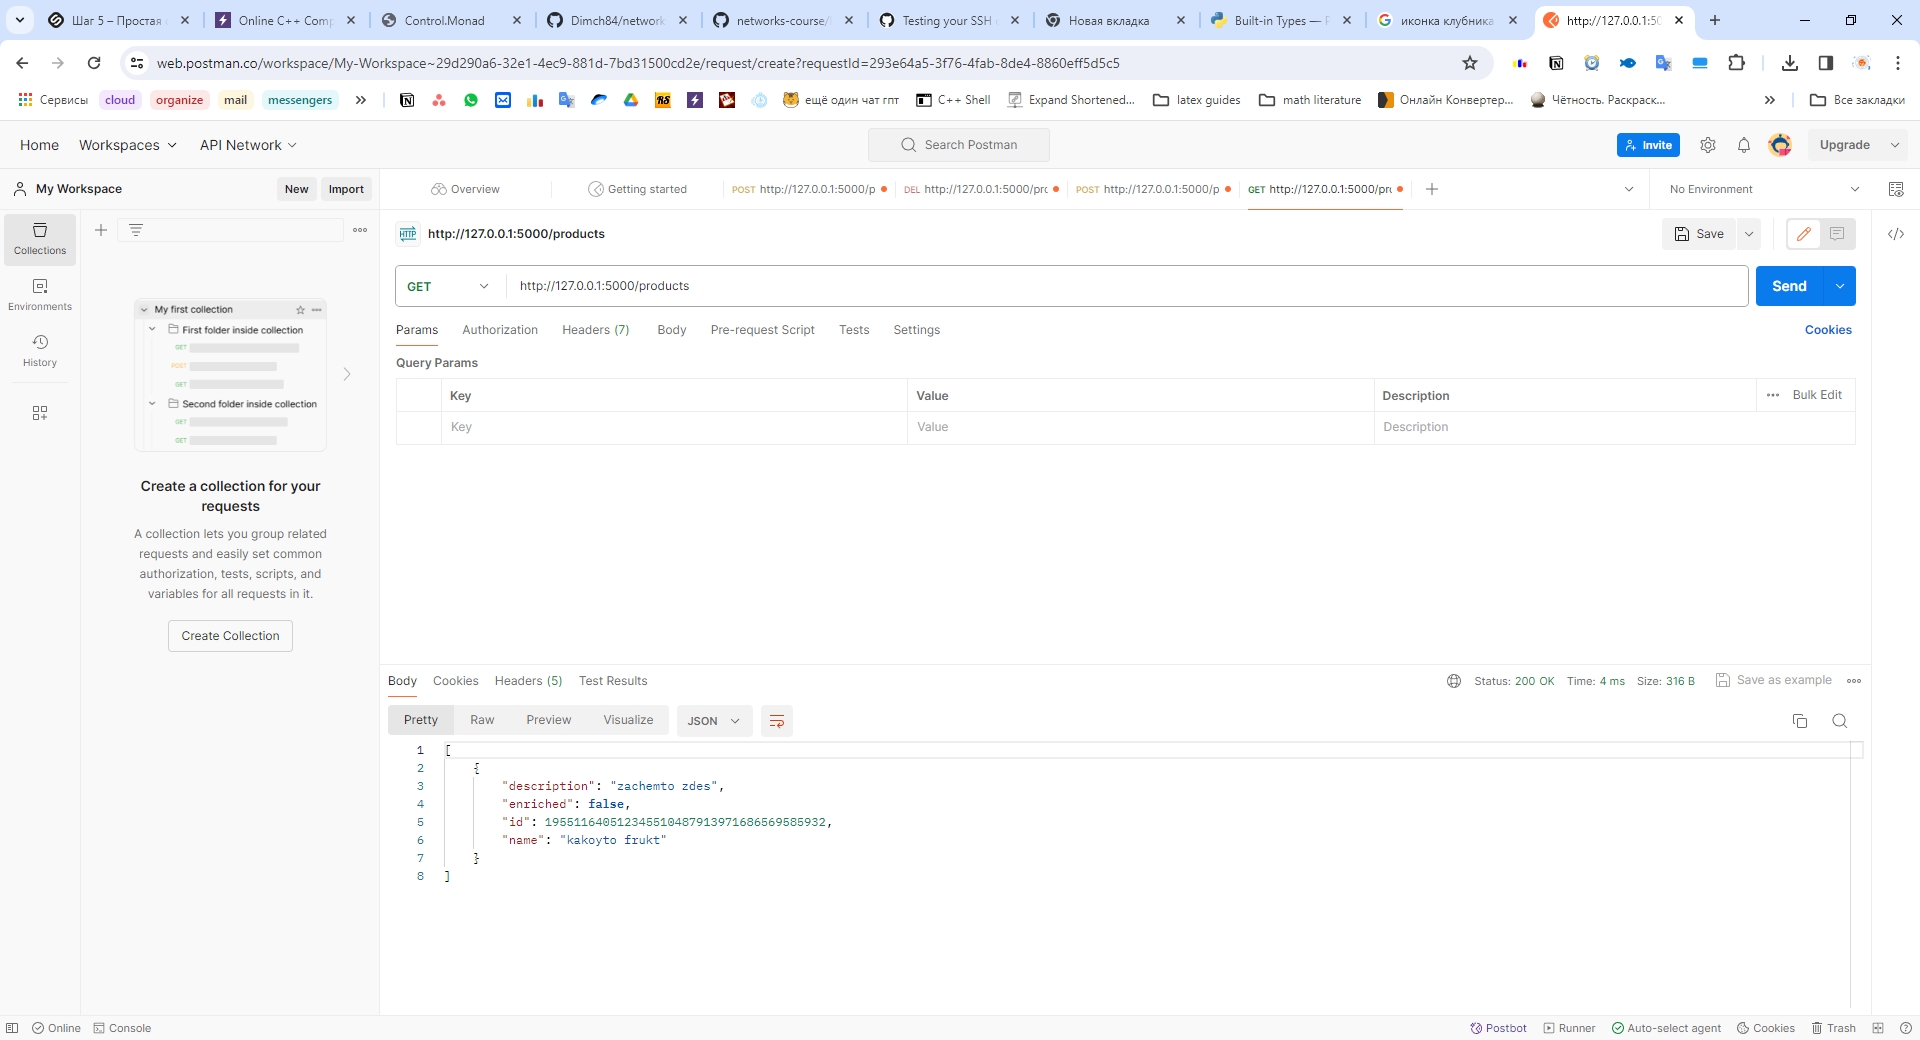 Шаг 5 – Простая
Online C++ Comp
Control.Monad
Dimch84/network
networks-course/
Testing your SSH
Новая вкладка
Built-in Types —
иконка клубника
http://127.0.0.1:50
web.postman.co/workspace/My-Workspace~29d290a6-32e1-4ec9-881d-7bd31500cd2e/request/create?requestId=293e64a5-3f76-4fab-8de4-8860eff5d5c5
Сервисы
cloud
organize
mail
messengers
ещё один чат гпт
C++ Shell
Expand Shortened...
latex guides
math literature
Онлайн Конвертер...
Чётность. Раскраск...
Все закладки
Home
Workspaces
API Network
Search Postman
Invite
Upgrade
My Workspace
New
Import
Overview
Getting started
POST http://127.0.0.1:5000/p
DEL http://127.0.0.1:5000/pr
POST http://127.0.0.1:5000/p
GET http://127.0.0.1:5000/pr
No Environment
Collections
Environments
History
My first collection
First folder inside collection
GET
POST
GET
Second folder inside collection
GET
GET
Create a collection for your
requests
A collection lets you group related
requests and easily set common
authorization, tests, scripts, and
variables for all requests in it.
Create Collection
HTTP
http://127.0.0.1:5000/products
Save
GET
http://127.0.0.1:5000/products
Send
Params
Authorization
Headers (7)
Body
Pre-request Script
Tests
Settings
Cookies
Query Params
Key
Value
Description
Bulk Edit
Key
Value
Description
Body
Cookies
Headers (5)
Test Results
Status: 200 OK
Time: 4 ms
Size: 316 B
Save as example
Pretty
Raw
Preview
Visualize
JSON
1 [
2 {
3 "description": "zachemto zdes",
4 "enriched": false,
5 "id": 195511640512345510487913971686569585932,
6 "name": "kakoyto frukt"
7 }
8 ]
Online
Console
Postbot
Runner
Auto-select agent
Cookies
Trash